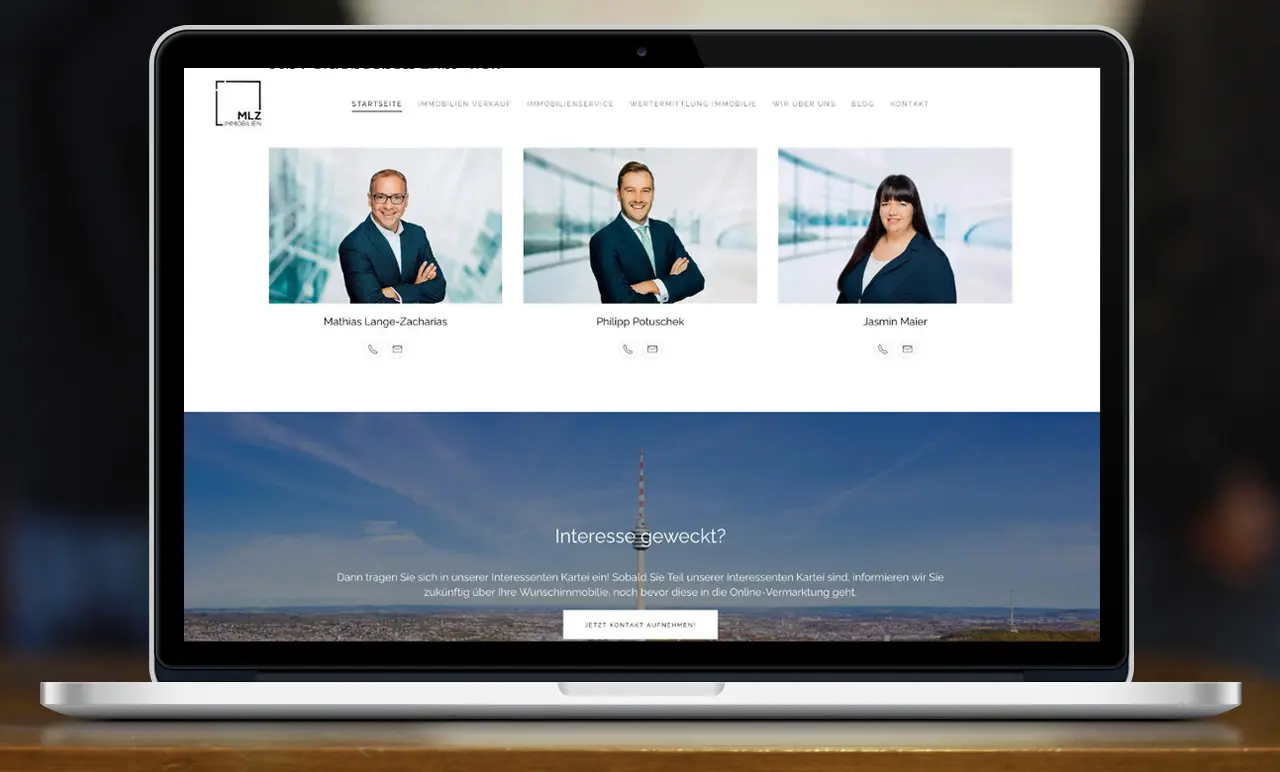 MLZ
IMMOBILIEN
STARTSEITE IMMOBILIEN VERKAUF IMMOBILIENSERVICE WERTERMITTLUNG IMMOBILIE WIR ÜBER UNS BLOG KONTAKT
Mathias Lange-Zacharias Philipp Potuschek Jasmin Maier
Interesse geweckt?
Dann tragen Sie sich in unserer Interessenten Kartei ein! Sobald Sie Teil unserer Interessenten Kartei sind, informieren wir Sie
zukünftig über Ihre Wunschimmobilie, noch bevor diese in die Online-Vermarktung geht.
JETZT KONTAKT AUFNEHMEN!